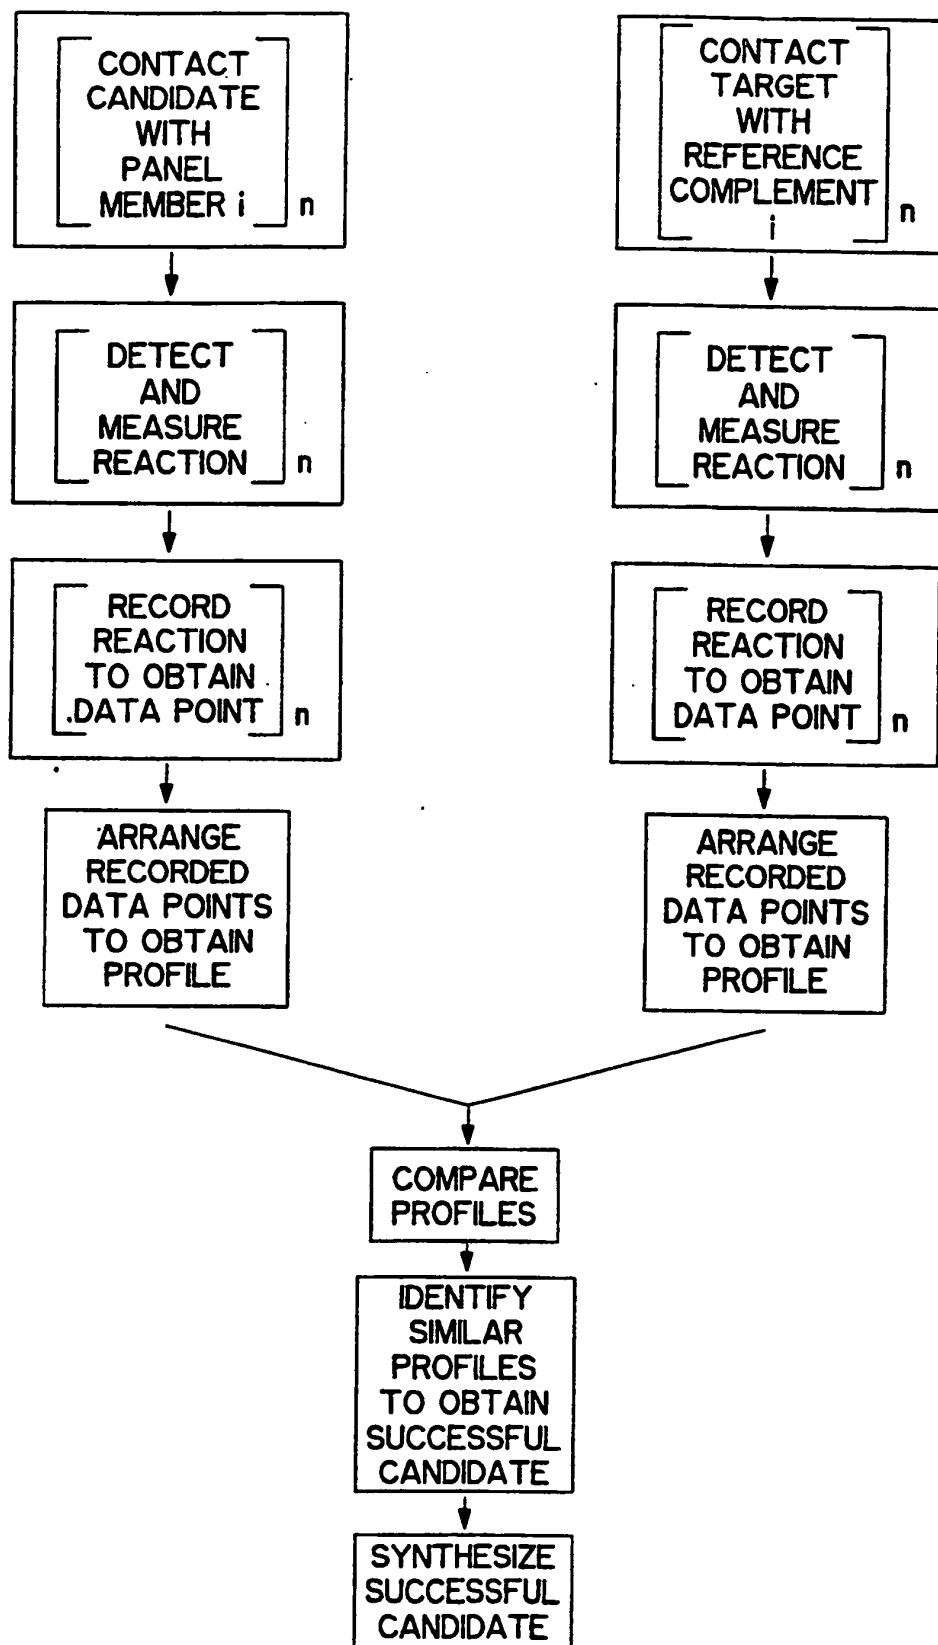 CONTACT
CANDIDATE
WITH
PANEL
MEMBER i
n
DETECT
AND
MEASURE
REACTION
n
RECORD
REACTION
TO OBTAIN
DATA POINT
n
ARRANGE
RECORDED
DATA POINTS
TO OBTAIN
PROFILE
CONTACT
TARGET
WITH
REFERENCE
COMPLEMENT
i
n
DETECT
AND
MEASURE
REACTION
n
RECORD
REACTION
TO OBTAIN
DATA POINT
n
ARRANGE
RECORDED
DATA POINTS
TO OBTAIN
PROFILE
COMPARE
PROFILES
IDENTIFY
SIMILAR
PROFILES
TO OBTAIN
SUCCESSFUL
CANDIDATE
SYNTHESIZE
SUCCESSFUL
CANDIDATE